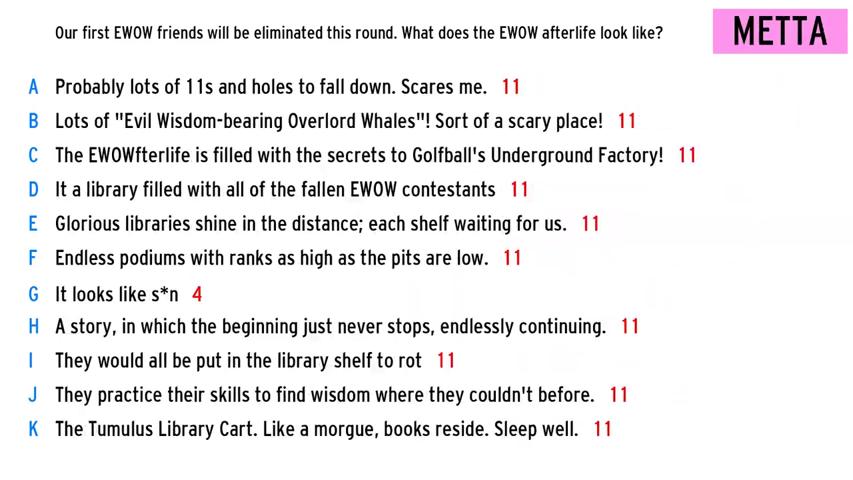 Our first EWOW friends will be eliminated this round. What does the EWOW afterlife look like?
METTA
A Probably lots of 11s and holes to fall down. Scares me. 11
B Lots of "Evil Wisdom-bearing Overlord Whales"! Sort of a scary place! 11
C The EWOWfterlife is filled with the secrets to Golfball's Underground Factory! 11
D It a library filled with all of the fallen EWOW contestants 11
E Glorious libraries shine in the distance; each shelf waiting for us. 11
F Endless podiums with ranks as high as the pits are low. 11
G It looks like s*n 4
H A story, in which the beginning just never stops, endlessly continuing. 11
I They would all be put in the library shelf to rot 11
J They practice their skills to find wisdom where they couldn't before. 11
K The Tumulus Library Cart. Like a morgue, books reside. Sleep well. 11